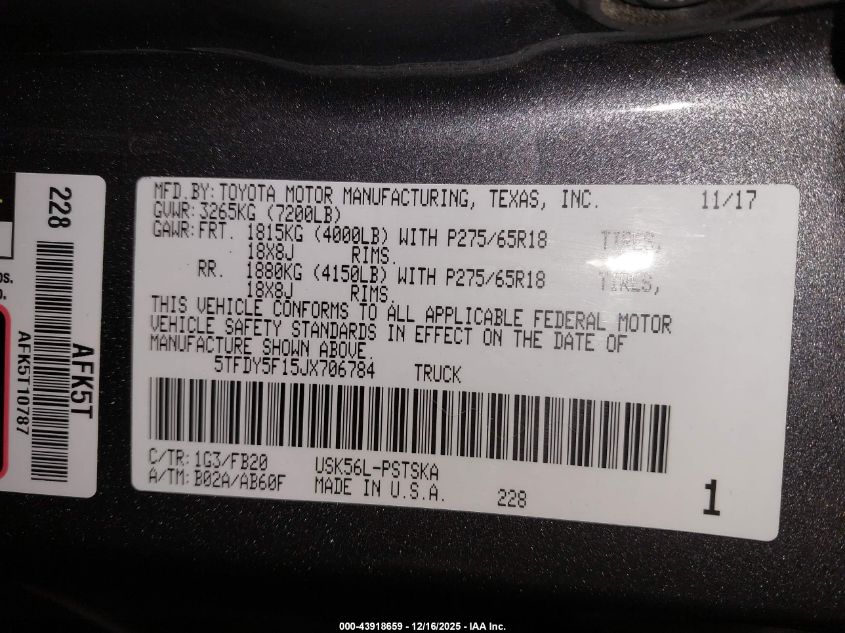 228
AFK5T
AFK5T10787
os.
o.
MFD.BY:TOYOTA MOTOR MANUFACTURING, TEXAS, INC. 11/17
GVWR:3265KG (7200LB)
GAWR:FRT. 1815KG (4000LB) WITH P275/65R18 TIRES,
18X8J RIMS.
RR. 1880KG (4150LB) WITH P275/65R18 TIRES,
18X8J RIMS.
THIS VEHICLE CONFORMS TO ALL APPLICABLE FEDERAL MOTOR
VEHICLE SAFETY STANDARDS IN EFFECT ON THE DATE OF
MANUFACTURE SHOWN ABOVE.
5TFDY5F15JX706784 TRUCK
C/TR:1G3/FB20 USK56L-PSTSKA
A/TM:B02A/AB60F MADE IN U.S.A. 228 1
000-43918659 - 12/16/2025 - IAA Inc.